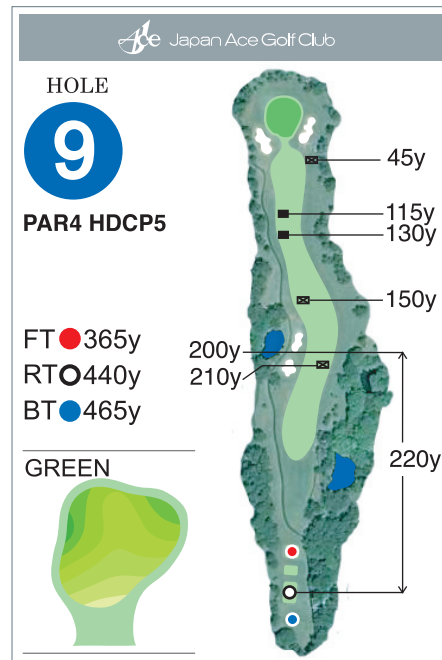 Ace Japan Ace Golf Club
HOLE
9
PAR4 HDCP5
FT 365y
RT 440y
BT 465y
GREEN
45y
115y
130y
150y
200y
210y
220y